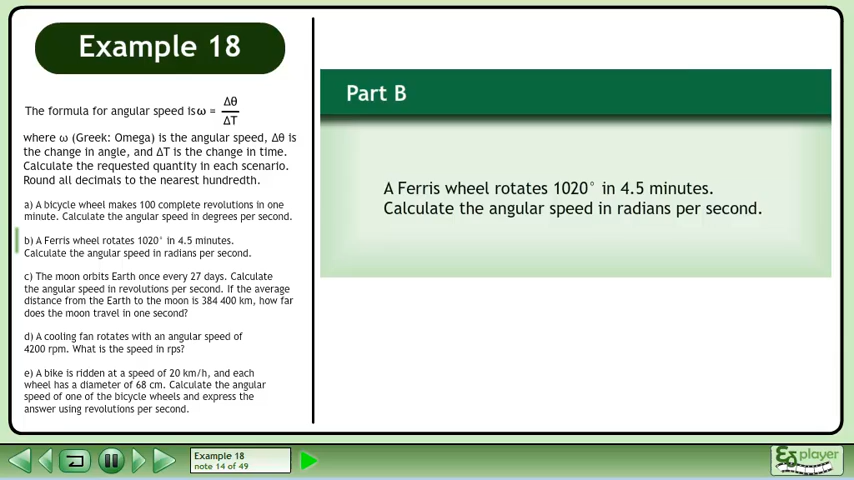 Example 18
The formula for angular speed is ω = Δθ
ΔT
where ω (Greek: Omega) is the angular speed, Δθ is
the change in angle, and ΔT is the change in time.
Calculate the requested quantity in each scenario.
Round all decimals to the nearest hundredth.
a) A bicycle wheel makes 100 complete revolutions in one
minute. Calculate the angular speed in degrees per second.
b) A Ferris wheel rotates 1020° in 4.5 minutes.
Calculate the angular speed in radians per second.
c) The moon orbits Earth once every 27 days. Calculate
the angular speed in revolutions per second. If the average
distance from the Earth to the moon is 384 400 km, how far
does the moon travel in one second?
d) A cooling fan rotates with an angular speed of
4200 rpm. What is the speed in rps?
e) A bike is ridden at a speed of 20 km/h, and each
wheel has a diameter of 68 cm. Calculate the angular
speed of one of the bicycle wheels and express the
answer using revolutions per second.
Part B
A Ferris wheel rotates 1020° in 4.5 minutes.
Calculate the angular speed in radians per second.
Example 18
note 14 of 49
player